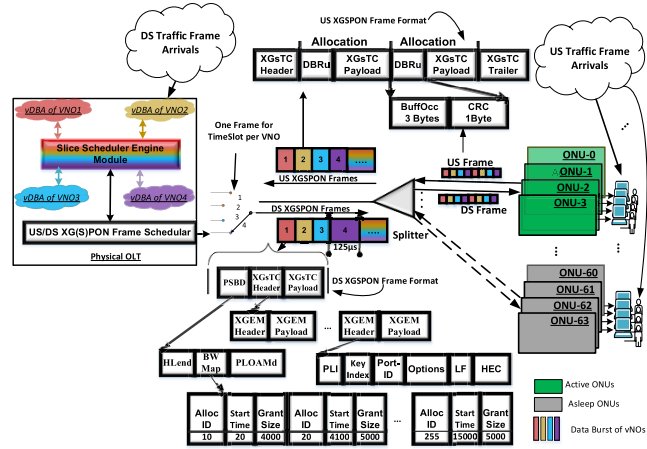 US XGSPON Frame Format
DS Traffic Frame
Arrivals
US Traffic Frame
Arrivals
Allocation
Allocation
XGsTC
Header
DBRu
XGsTC
Payload
DBRu
XGsTC
Payload
XGsTC
Trailer
BuffOcc
3 Bytes
CRC
1Byte
vDBA of VNO1
vDBA of VNO2
Slice Scheduler Engine
Module
vDBA of VNO3
vDBA of VNO4
US/DS XG(S)PON Frame Schedular
Physical OLT
One Frame for
TimeSlot per
VNO
1
2
3
4
1
2
3
4
....
US XGSPON Frames
DS XGSPON Frames
1
2
3
4
....
125µs
Splitter
US Frame
DS Frame
ONU-0
ONU-1
ONU-2
ONU-3
...
...
...
ONU-60
ONU-61
ONU-62
ONU-63
PSBD
XGsTC
Header
XGsTC
Payload
DS XGSPON Frame Format
XGEM
Header
XGEM
Payload
...
XGEM
Header
XGEM
Payload
HLend
BW
Map
PLOAMd
PLI
Key
Index
Port-
ID
Options
LF
HEC
Alloc
ID
Start
Time
Grant
Size
Alloc
ID
Start
Time
Grant
Size
...
Alloc
ID
Start
Time
Grant
Size
10
20
4000
20
4100
5000
255
15000
5000
Active ONUs
Asleep ONUs
Data Burst of vNOs